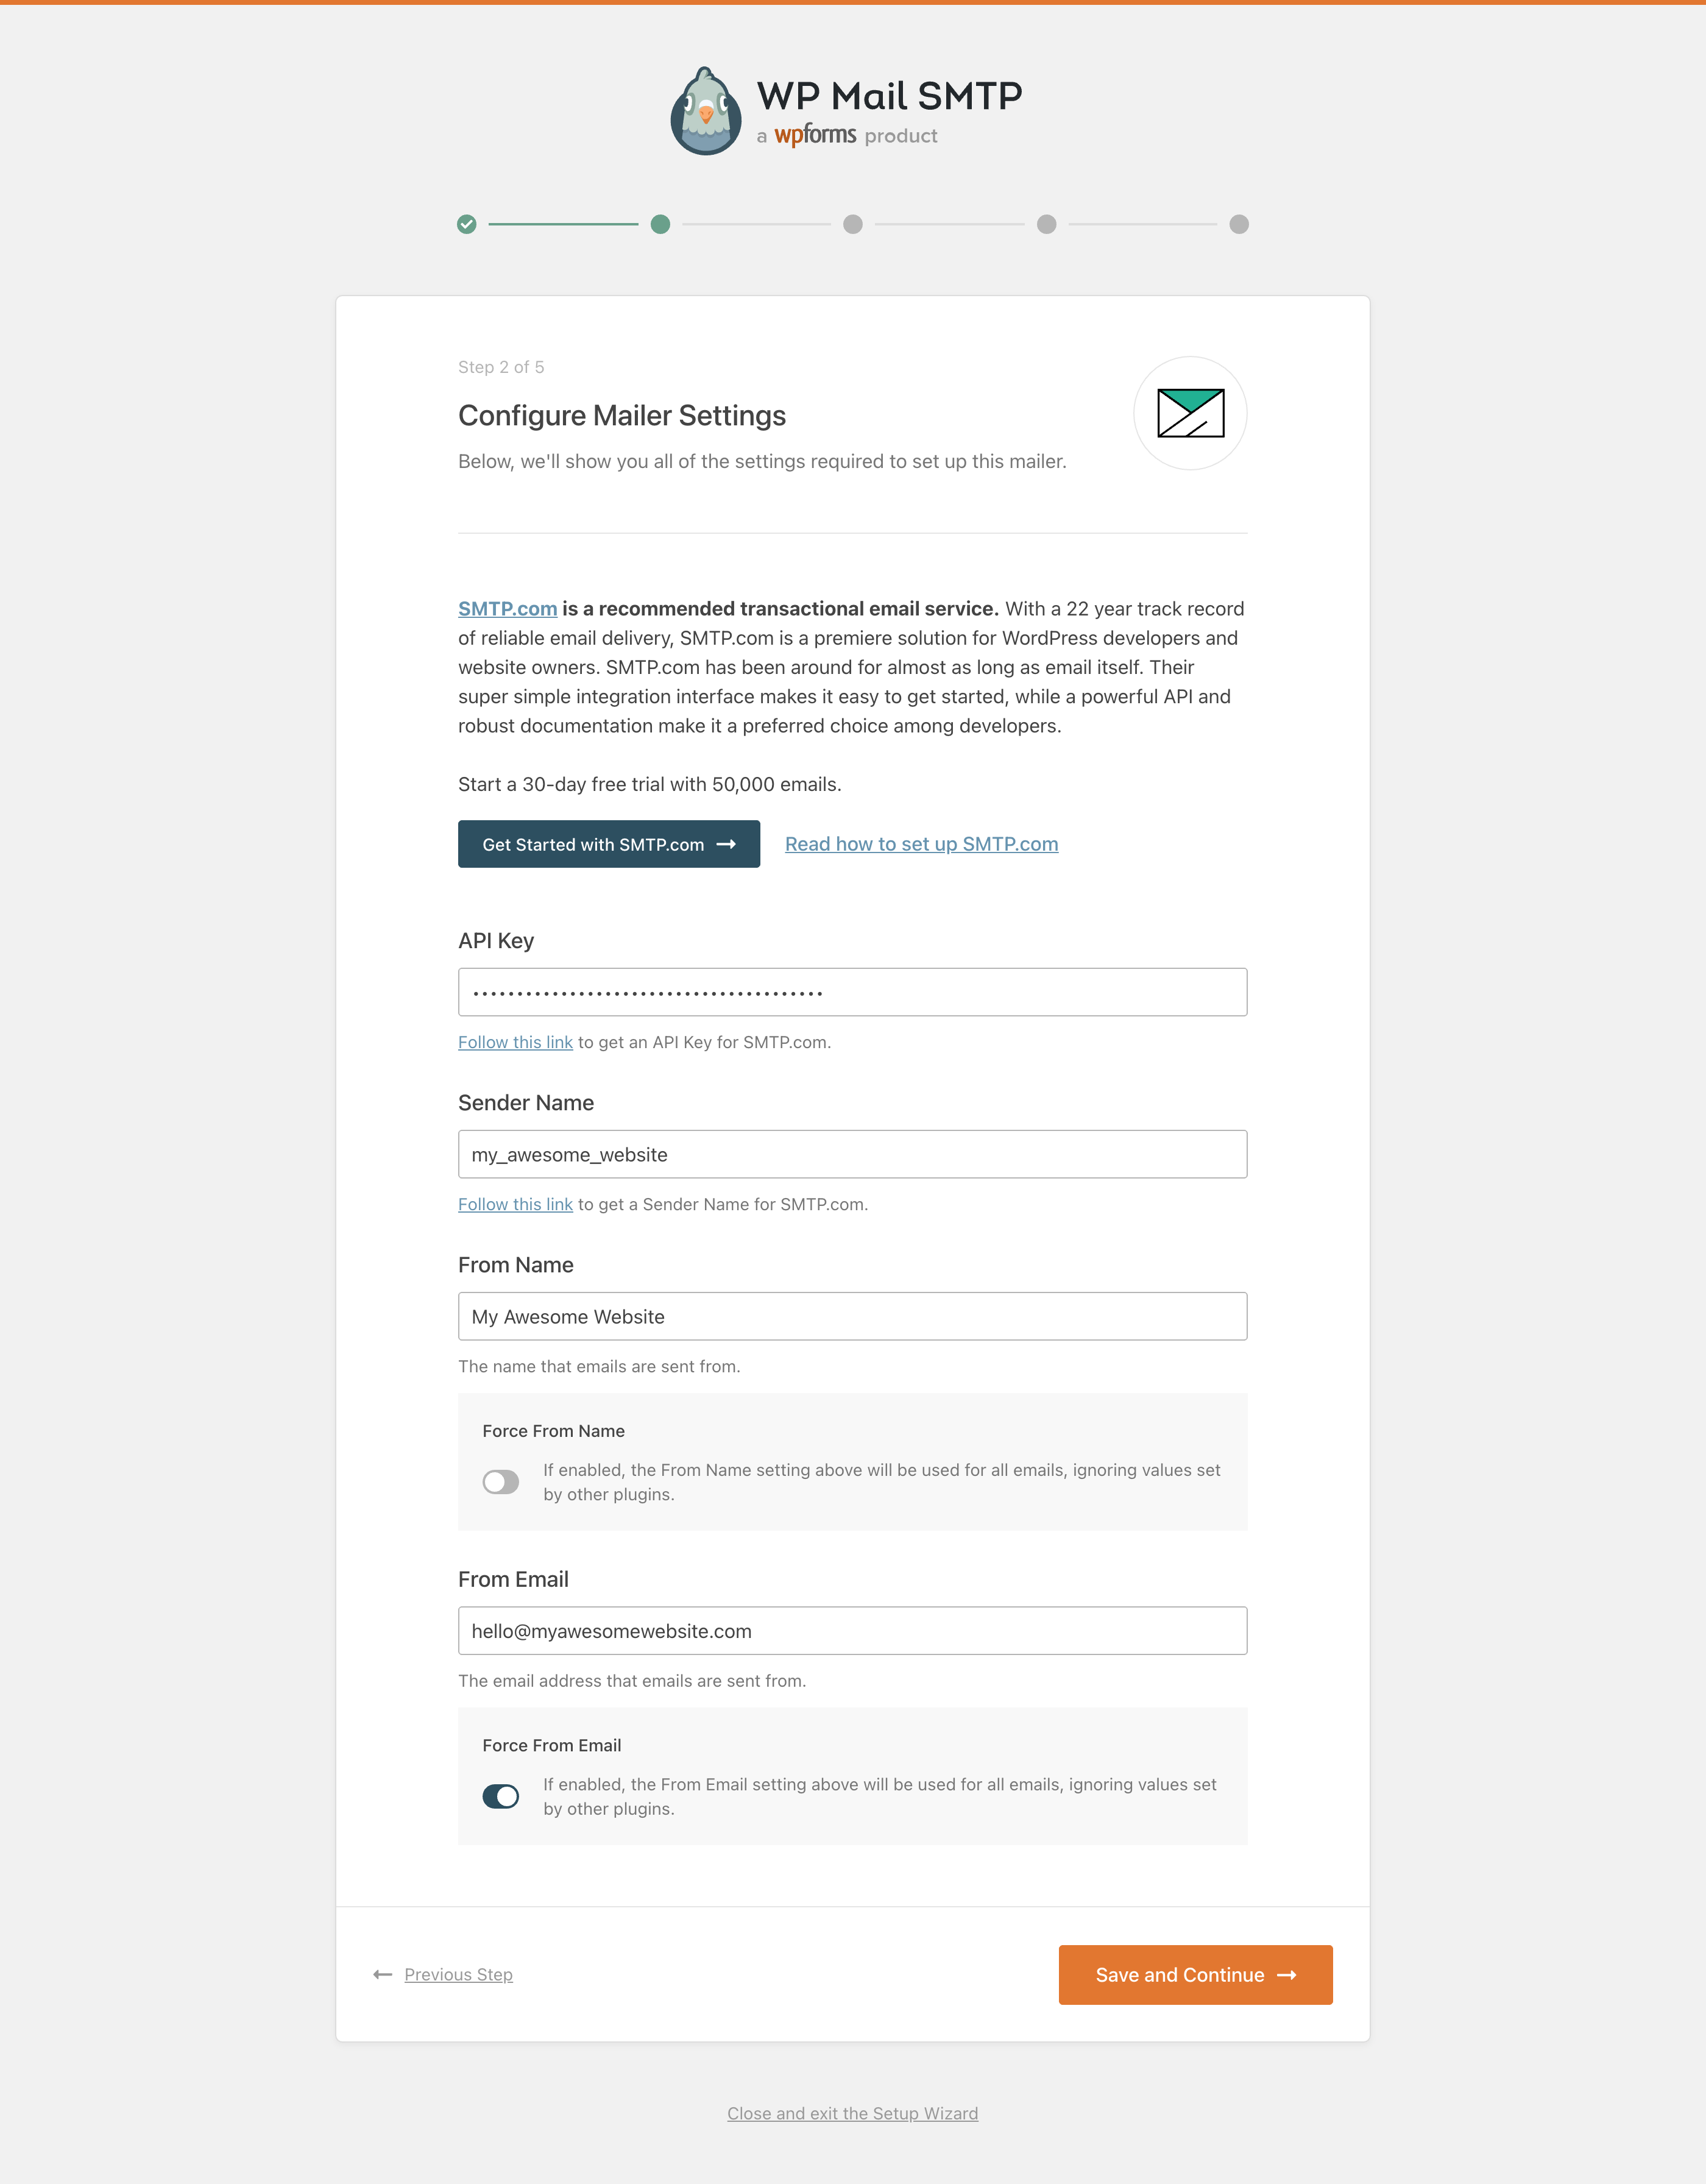 WP Mail SMTP
a wpforms product
Step 2 of 5
Configure Mailer Settings
Below, we'll show you all of the settings required to set up this mailer.
SMTP.com is a recommended transactional email service. With a 22 year track record
of reliable email delivery, SMTP.com is a premiere solution for WordPress developers and
website owners. SMTP.com has been around for almost as long as email itself. Their
super simple integration interface makes it easy to get started, while a powerful API and
robust documentation make it a preferred choice among developers.
Start a 30-day free trial with 50,000 emails.
Get Started with SMTP.com → Read how to set up SMTP.com
API Key
••••••••••••••••••••••••••••••••••••••••
Follow this link to get an API Key for SMTP.com.
Sender Name
my_awesome_website
Follow this link to get a Sender Name for SMTP.com.
From Name
My Awesome Website
The name that emails are sent from.
Force From Name
If enabled, the From Name setting above will be used for all emails, ignoring values set
by other plugins.
From Email
hello@myawesomewebsite.com
The email address that emails are sent from.
Force From Email
If enabled, the From Email setting above will be used for all emails, ignoring values set
by other plugins.
← Previous Step
Save and Continue →
Close and exit the Setup Wizard